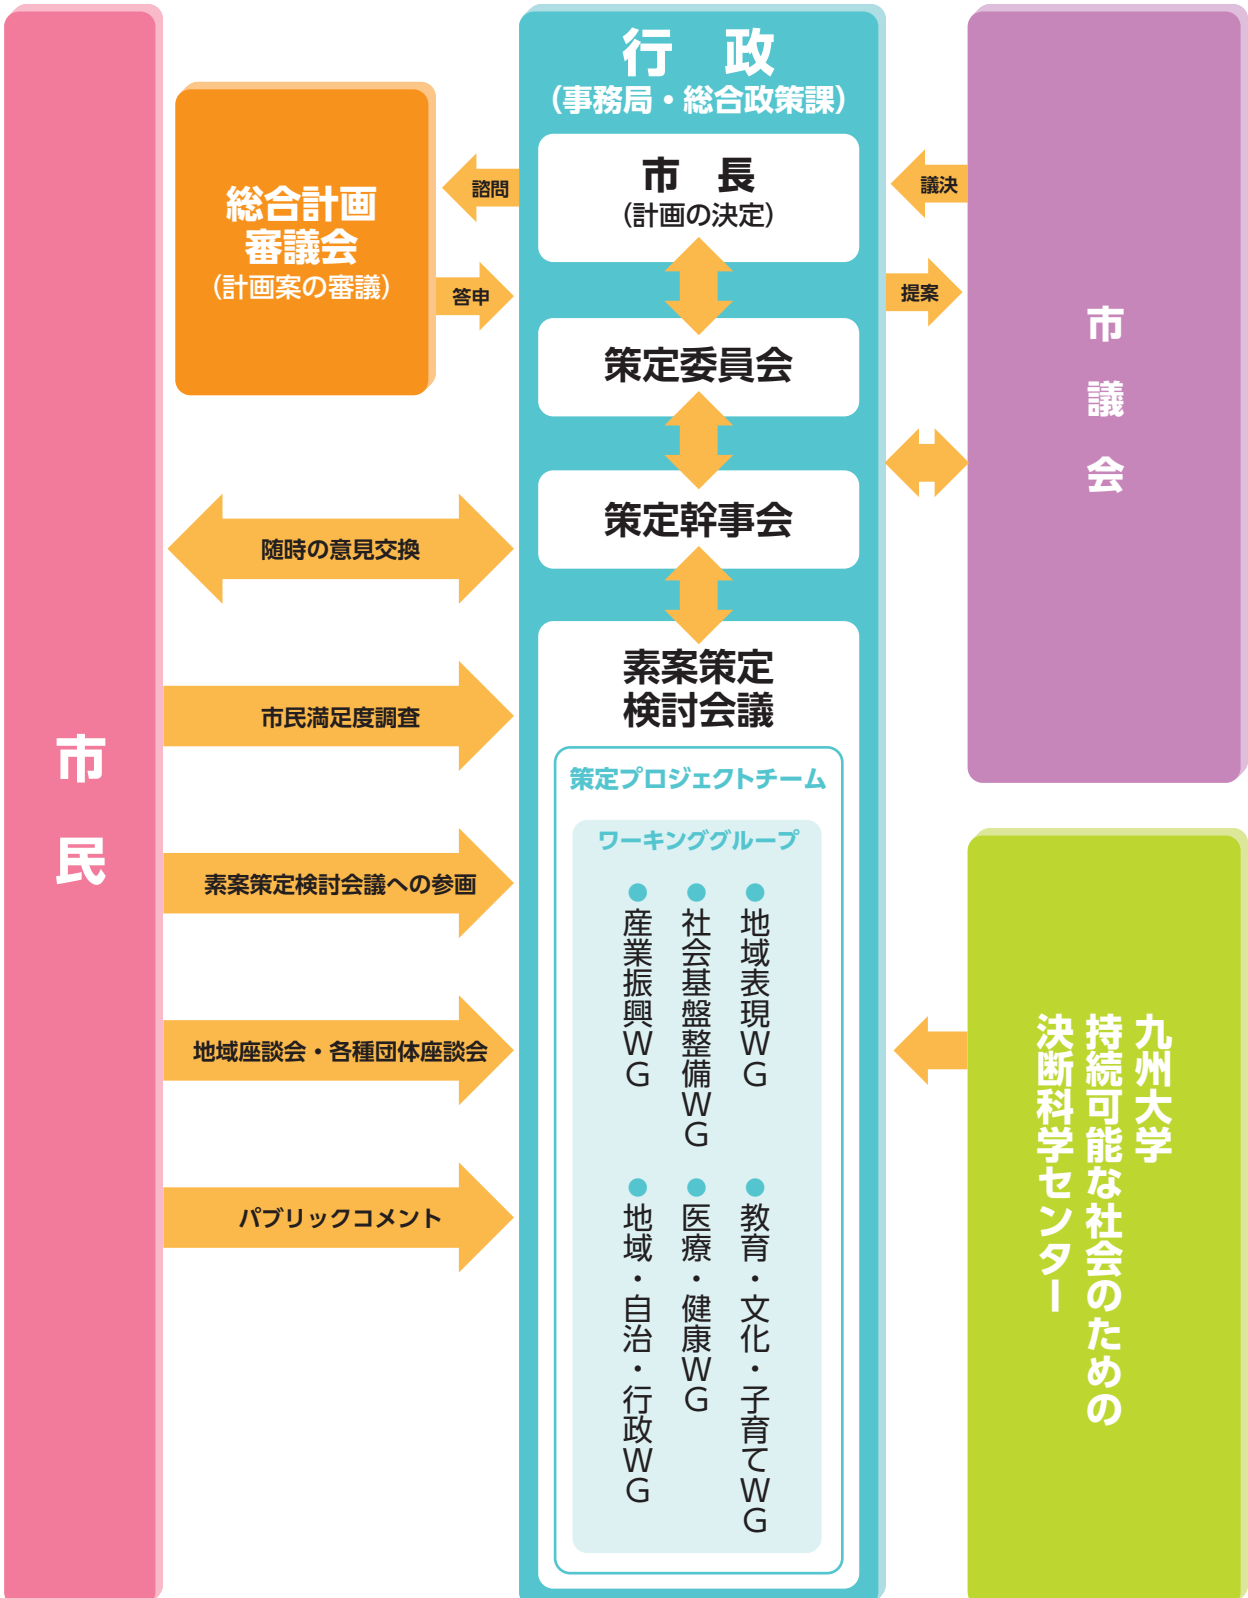 市民
総合計画
審議会
（計画案の審議）
諮問
答申
随時の意見交換
市民満足度調査
素案策定検討会議への参画
地域座談会・各種団体座談会
パブリックコメント
行　政
（事務局・総合政策課）
市　長
（計画の決定）
策定委員会
策定幹事会
素案策定
検討会議
策定プロジェクトチーム
ワーキンググループ
●地域表現WG
●社会基盤整備WG
●産業振興WG
●教育・文化・子育てWG
●医療・健康WG
●地域・自治・行政WG
議決
提案
市議会
九州大学
持続可能な社会のための
決断科学センター